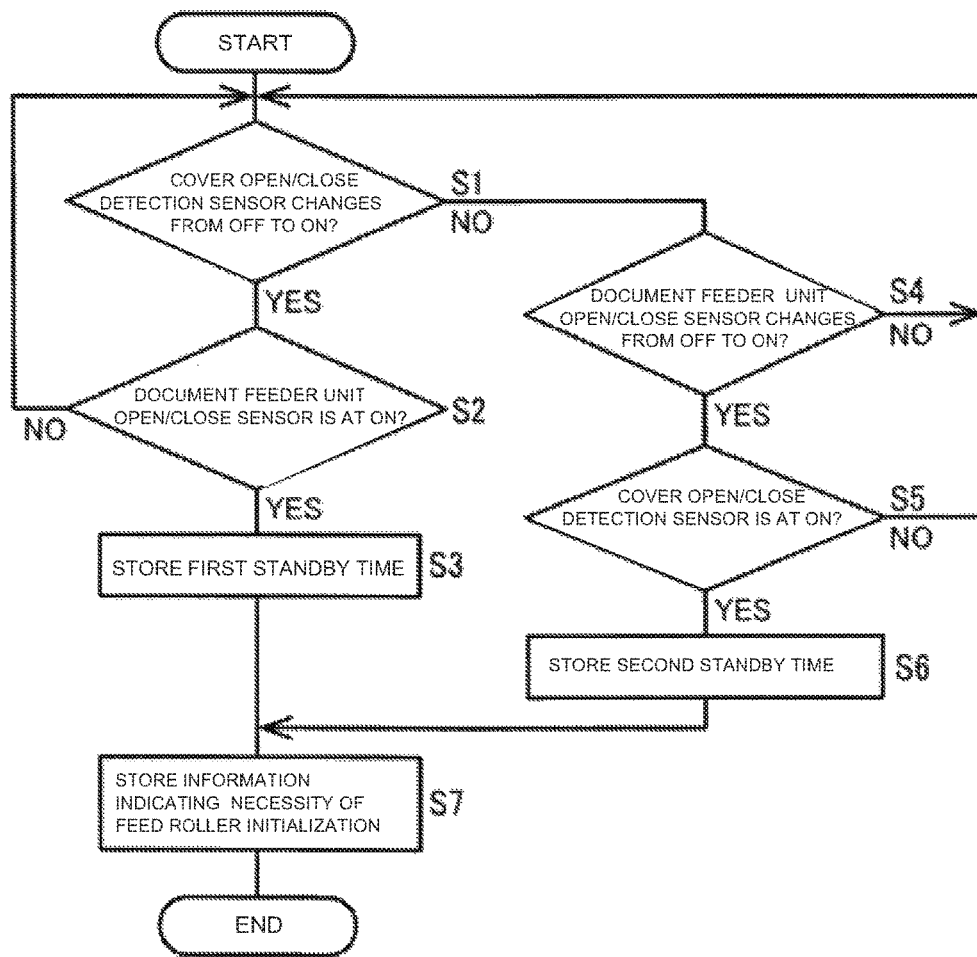 START
COVER OPEN/CLOSE
DETECTION SENSOR CHANGES
FROM OFF TO ON?
S1
NO
YES
DOCUMENT FEEDER UNIT
OPEN/CLOSE SENSOR IS AT ON?
S2
NO
YES
STORE FIRST STANDBY TIME
S3
DOCUMENT FEEDER UNIT
OPEN/CLOSE SENSOR CHANGES
FROM OFF TO ON?
S4
NO
YES
COVER OPEN/CLOSE
DETECTION SENSOR IS AT ON?
S5
NO
YES
STORE SECOND STANDBY TIME
S6
STORE INFORMATION
INDICATING NECESSITY OF
FEED ROLLER INITIALIZATION
S7
END